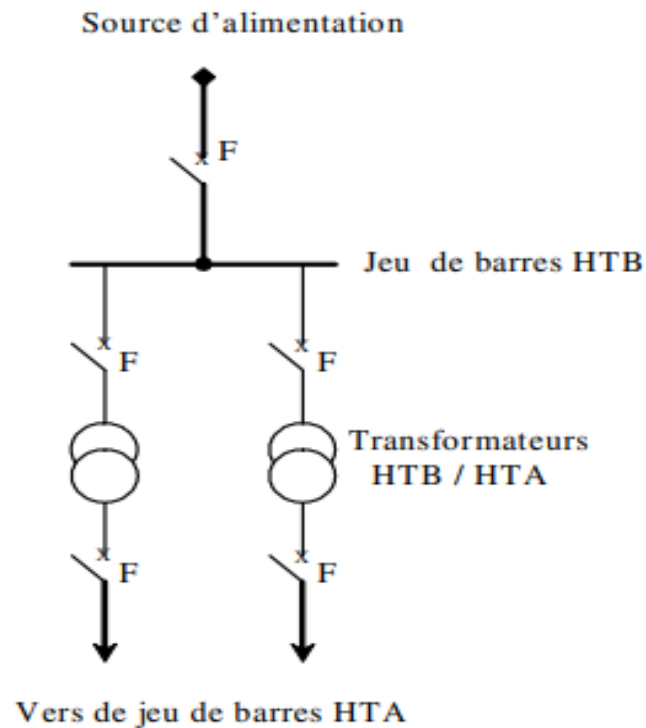 Source d'alimentation
F
Jeu de barres HTB
F
F
Transformateurs
HTB / HTA
F
F
Vers de jeu de barres HTA